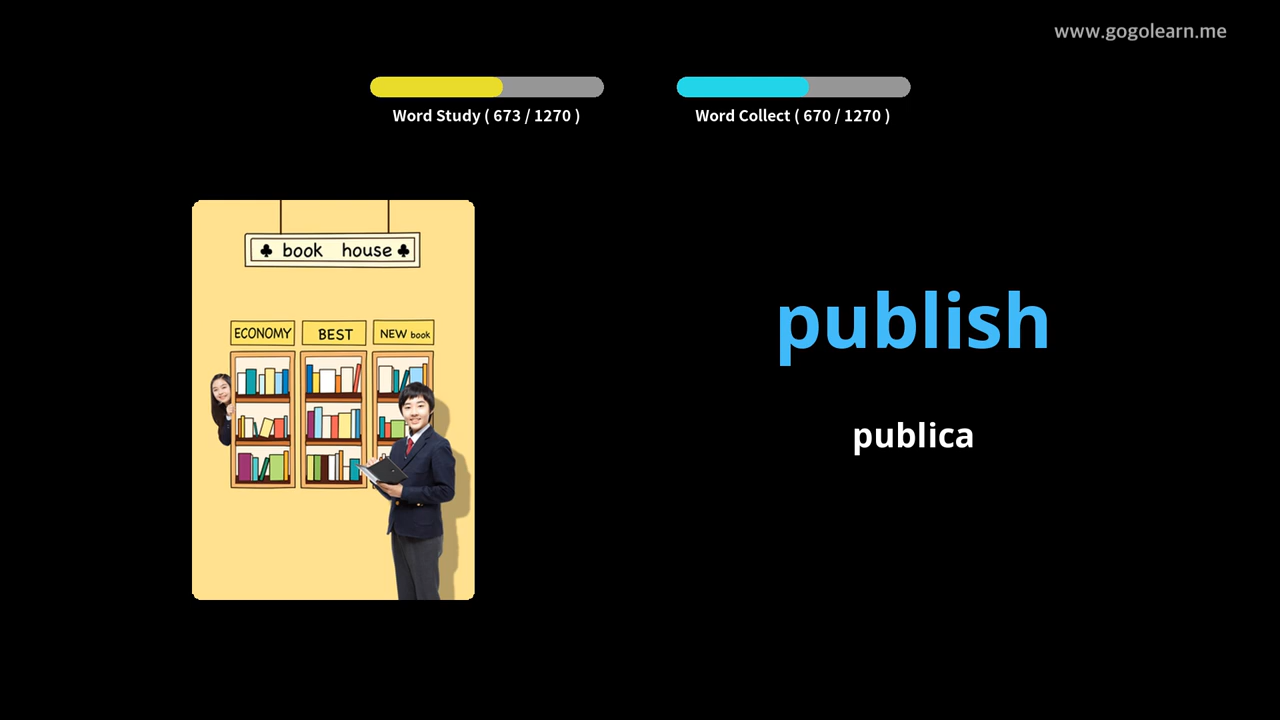 www.gogolearn.me
Word Study ( 673 / 1270 )
Word Collect ( 670 / 1270 )
♣ book house ♣
ECONOMY
BEST
NEW book
publish
publica